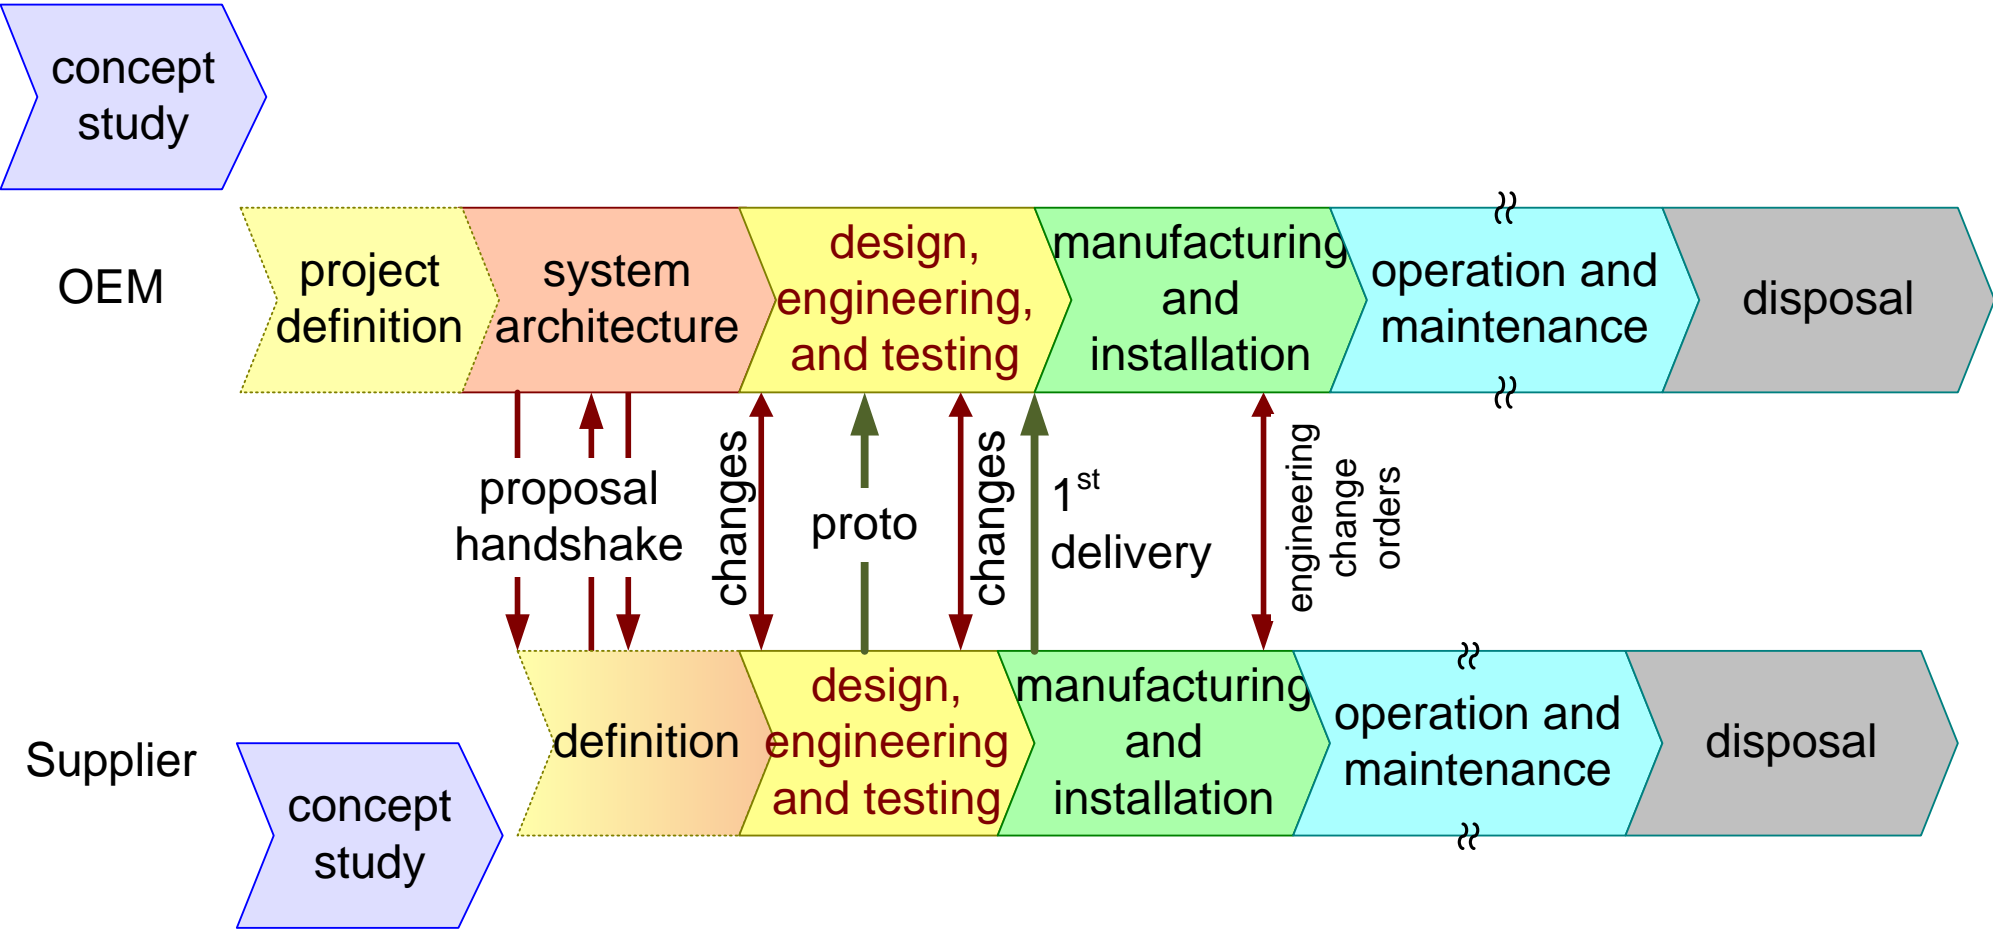 concept
study
OEM
project
definition
system
architecture
design,
engineering,
and testing
manufacturing
and
installation
operation and
maintenance
disposal
proposal
handshake
changes
proto
changes
1st
delivery
engineering
change
orders
Supplier
concept
study
definition
design,
engineering
and testing
manufacturing
and
installation
operation and
maintenance
disposal